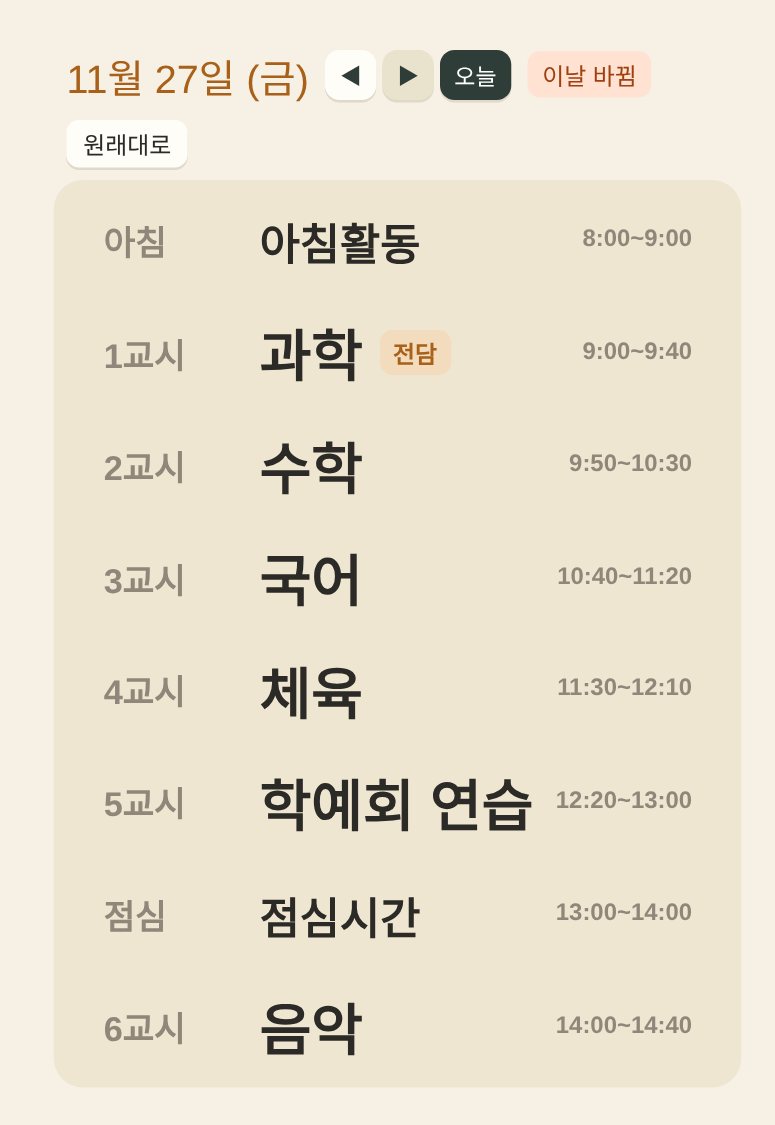 11월 27일 (금) ◀ ▶ 오늘 이날 바뀜
원래대로
아침 아침활동 8:00~9:00
1교시 과학 전담 9:00~9:40
2교시 수학 9:50~10:30
3교시 국어 10:40~11:20
4교시 체육 11:30~12:10
5교시 학예회 연습 12:20~13:00
점심 점심시간 13:00~14:00
6교시 음악 14:00~14:40